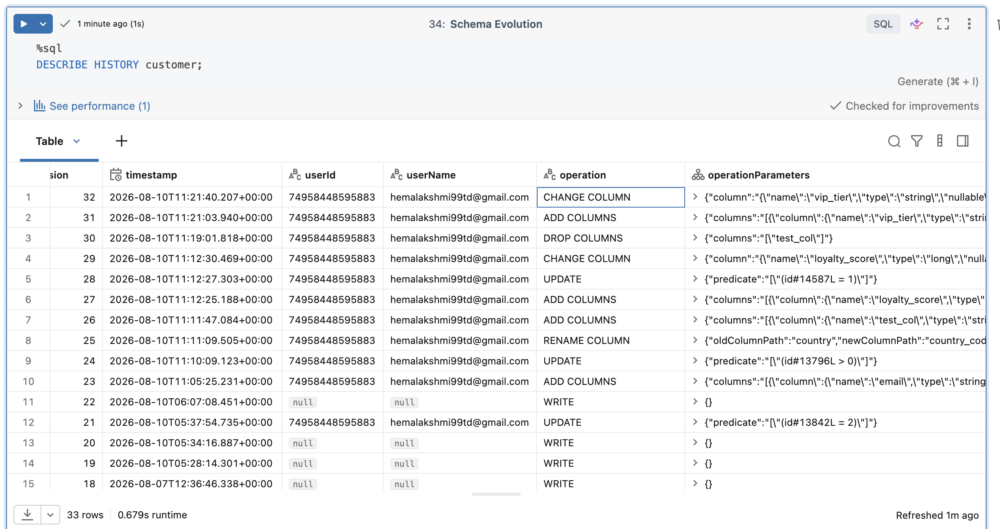 1 minute ago (1s)
34: Schema Evolution
SQL
%sql
DESCRIBE HISTORY customer;
Generate (⌘ + I)
See performance (1)
Checked for improvements
Table
sion timestamp userId userName operation operationParameters
1 32 2026-08-10T11:21:40.207+00:00 74958448595883 hemalakshmi99td@gmail.com CHANGE COLUMN {"column":"{\"name\":\"vip_tier\",\"type\":\"string\",\"nullable\
2 31 2026-08-10T11:21:03.940+00:00 74958448595883 hemalakshmi99td@gmail.com ADD COLUMNS {"columns":"[{\"column\":{\"name\":\"vip_tier\",\"type\":\"stri
3 30 2026-08-10T11:19:01.818+00:00 74958448595883 hemalakshmi99td@gmail.com DROP COLUMNS {"columns":"[\"test_col\"]"}
4 29 2026-08-10T11:12:30.469+00:00 74958448595883 hemalakshmi99td@gmail.com CHANGE COLUMN {"column":"{\"name\":\"loyalty_score\",\"type\":\"long\",\"nulla
5 28 2026-08-10T11:12:27.303+00:00 74958448595883 hemalakshmi99td@gmail.com UPDATE {"predicate":"[\"(id#14587L = 1)\"]"}
6 27 2026-08-10T11:12:25.188+00:00 74958448595883 hemalakshmi99td@gmail.com ADD COLUMNS {"columns":"[{\"column\":{\"name\":\"loyalty_score\",\"type\":\"
7 26 2026-08-10T11:11:47.084+00:00 74958448595883 hemalakshmi99td@gmail.com ADD COLUMNS {"columns":"[{\"column\":{\"name\":\"test_col\",\"type\":\"stri
8 25 2026-08-10T11:11:09.505+00:00 74958448595883 hemalakshmi99td@gmail.com RENAME COLUMN {"oldColumnPath":"country","newColumnPath":"country_cod
9 24 2026-08-10T11:10:09.123+00:00 74958448595883 hemalakshmi99td@gmail.com UPDATE {"predicate":"[\"(id#13796L > 0)\"]"}
10 23 2026-08-10T11:05:25.231+00:00 74958448595883 hemalakshmi99td@gmail.com ADD COLUMNS {"columns":"[{\"column\":{\"name\":\"email\",\"type\":\"string
11 22 2026-08-10T06:07:08.451+00:00 null null WRITE {}
12 21 2026-08-10T05:37:54.735+00:00 74958448595883 hemalakshmi99td@gmail.com UPDATE {"predicate":"[\"(id#13842L = 2)\"]"}
13 20 2026-08-10T05:34:16.887+00:00 null null WRITE {}
14 19 2026-08-10T05:28:14.301+00:00 null null WRITE {}
15 18 2026-08-07T12:36:46.338+00:00 null null WRITE {}
33 rows 0.679s runtime
Refreshed 1m ago